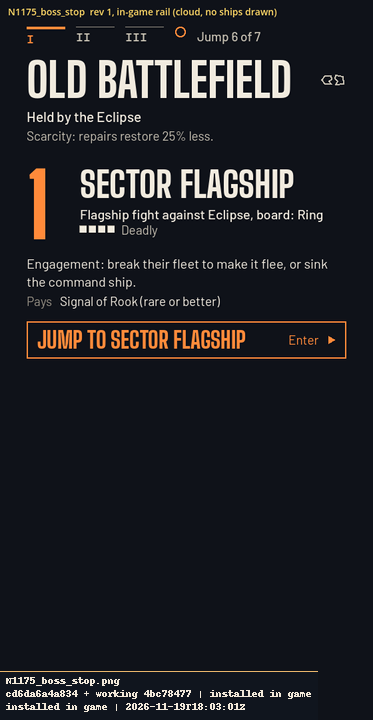 N1175_boss_stop rev 1, in-game rail (cloud, no ships drawn)
I II III Jump 6 of 7
OLD BATTLEFIELD
Held by the Eclipse
Scarcity: repairs restore 25% less.
1 SECTOR FLAGSHIP
Flagship fight against Eclipse, board: Ring
Deadly
Engagement: break their fleet to make it flee, or sink
the command ship.
Pays Signal of Rook (rare or better)
JUMP TO SECTOR FLAGSHIP Enter
N1175_boss_stop.png
cd6da6a4a834 + working 4bc78477 | installed in game
installed in game | 2026-11-19T18:03:01Z